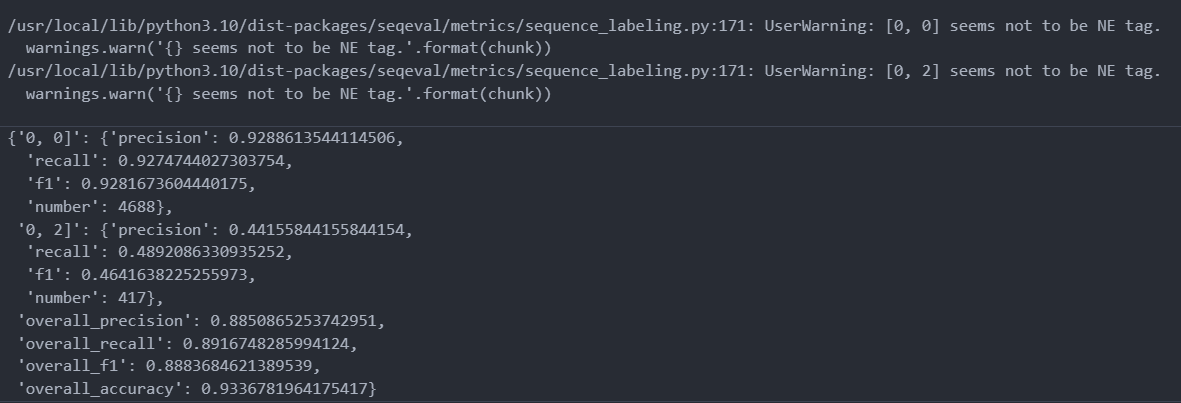 /usr/local/lib/python3.10/dist-packages/seqeval/metrics/sequence_labeling.py:171: UserWarning: [0, 0] seems not to be NE tag.
  warnings.warn('{} seems not to be NE tag.'.format(chunk))
/usr/local/lib/python3.10/dist-packages/seqeval/metrics/sequence_labeling.py:171: UserWarning: [0, 2] seems not to be NE tag.
  warnings.warn('{} seems not to be NE tag.'.format(chunk))
{'0, 0]': {'precision': 0.9288613544114506,
  'recall': 0.9274744027303754,
  'f1': 0.9281673604440175,
  'number': 4688},
 '0, 2]': {'precision': 0.44155844155844154,
  'recall': 0.4892086330935252,
  'f1': 0.4641638225255973,
  'number': 417},
 'overall_precision': 0.8850865253742951,
 'overall_recall': 0.8916748285994124,
 'overall_f1': 0.8883684621389539,
 'overall_accuracy': 0.9336781964175417}